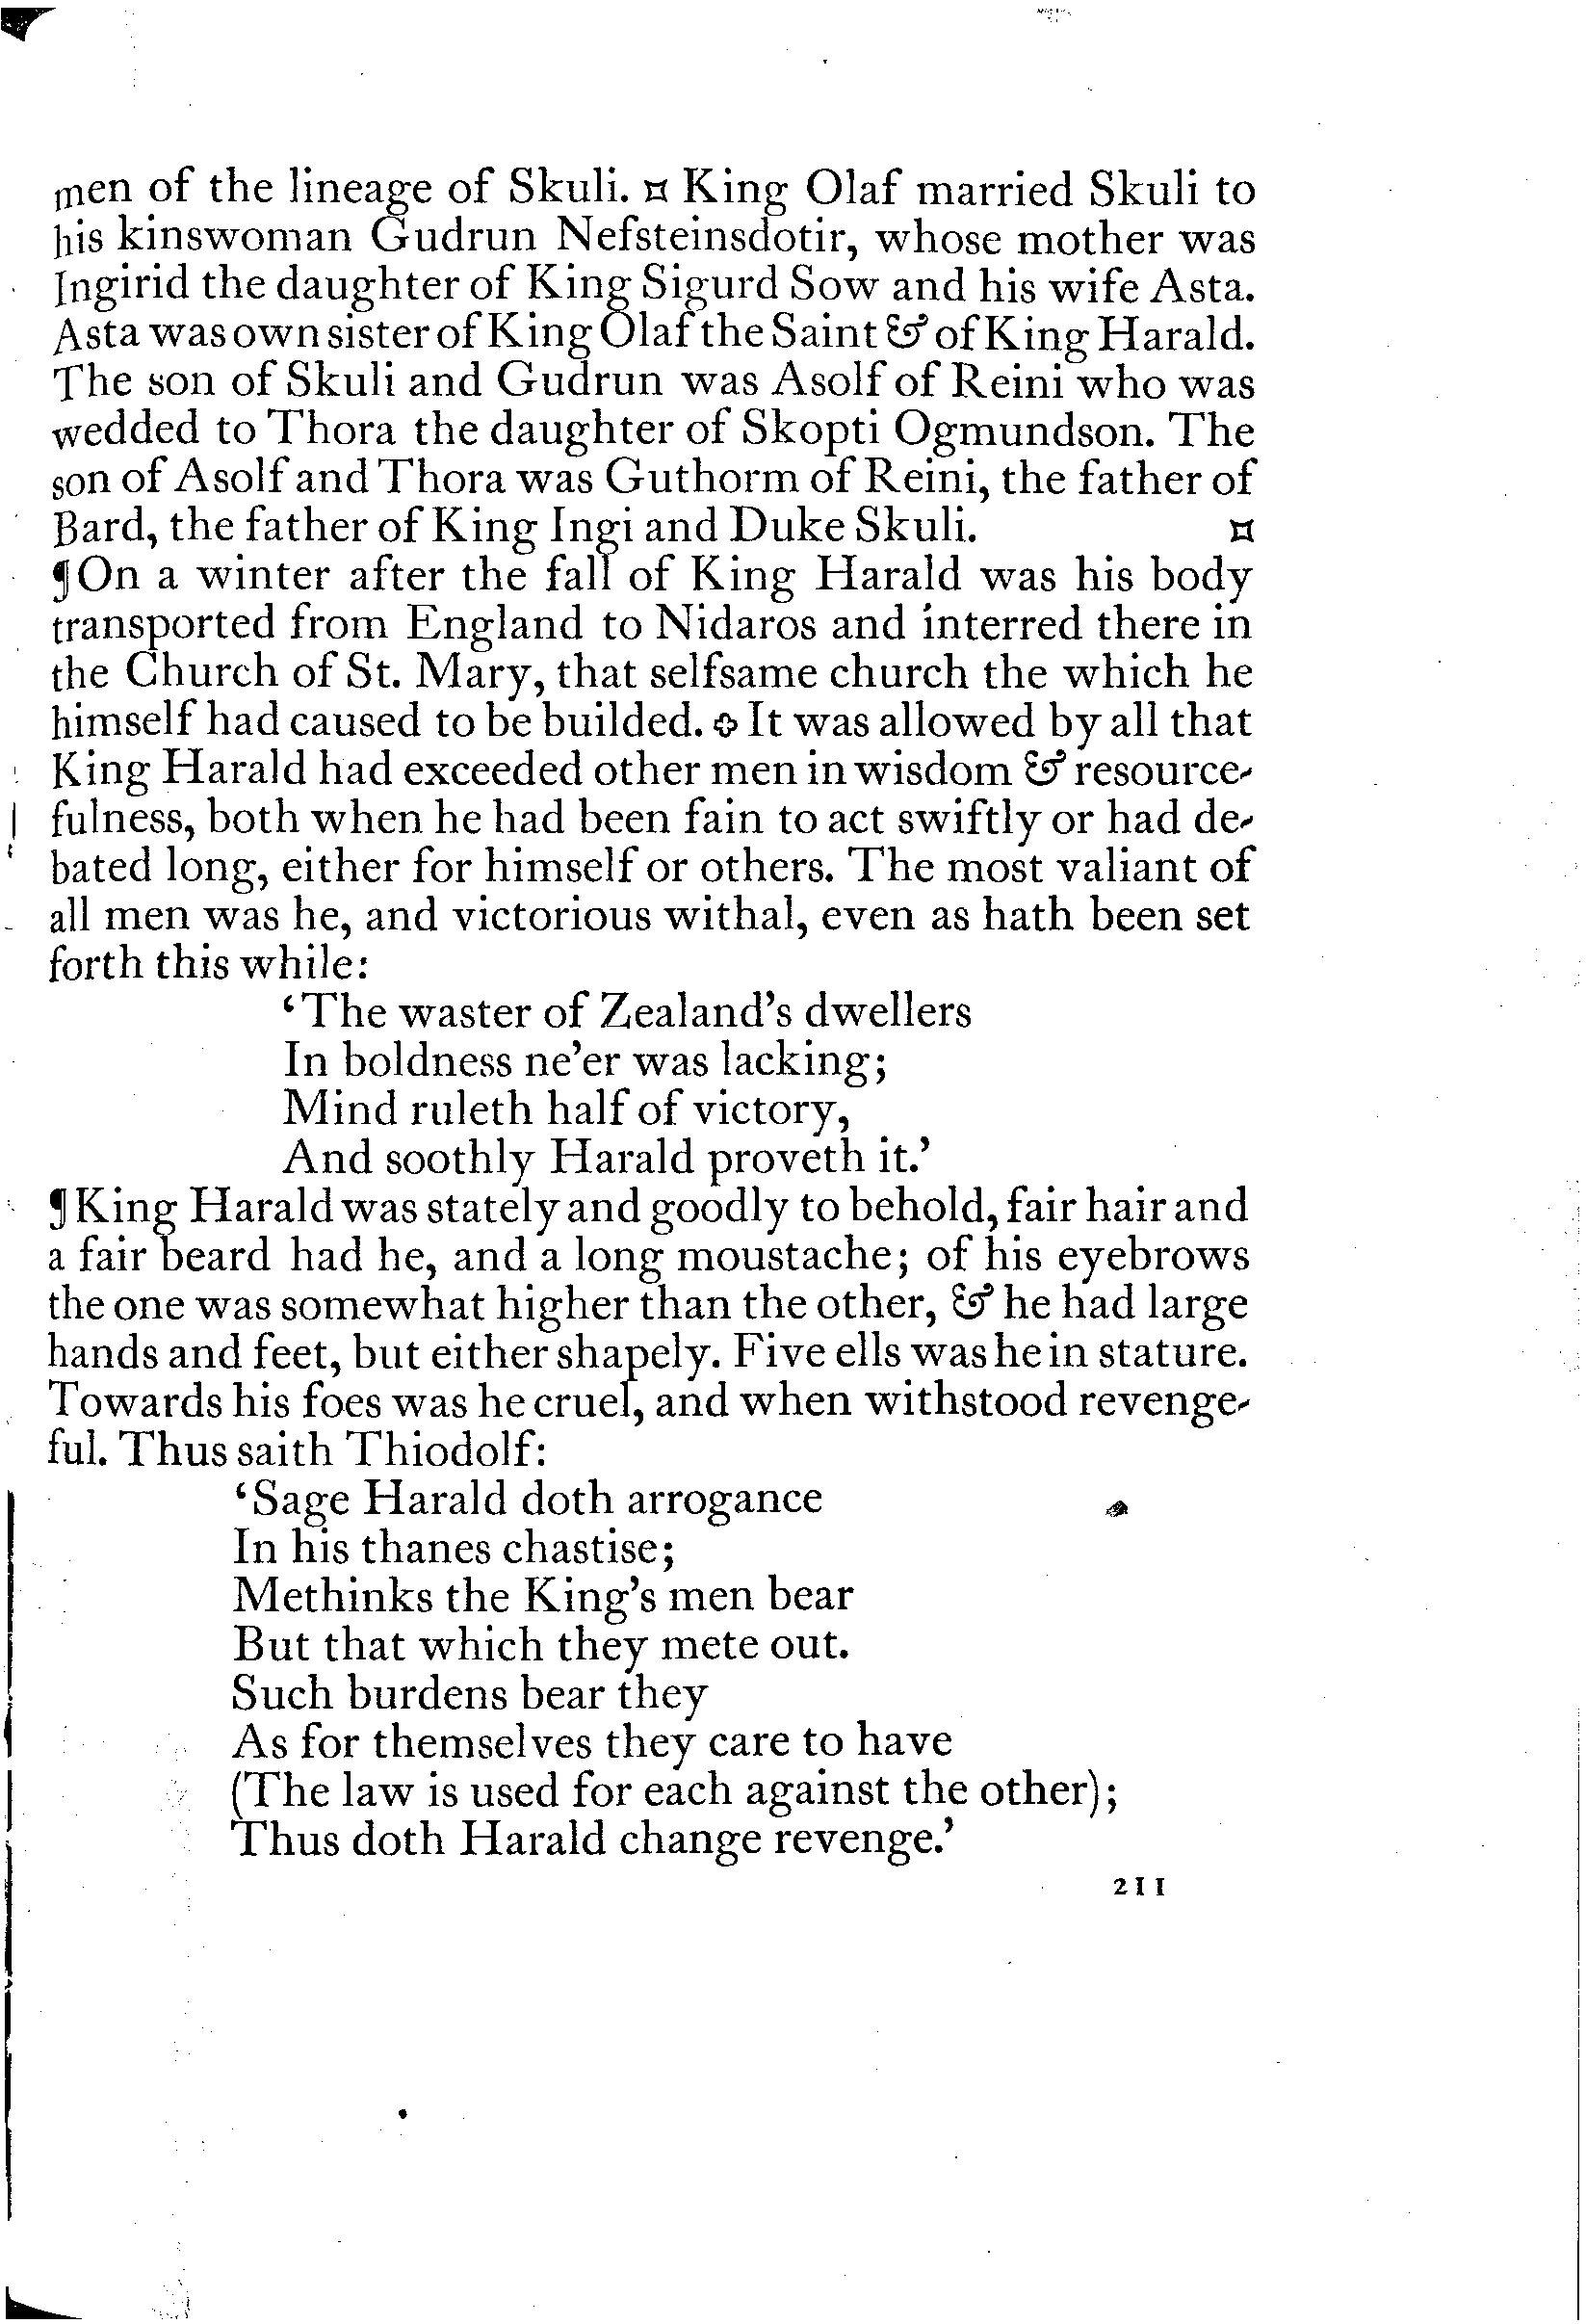 men of the lineage of Skuli. ¤ King Olaf married Skuli to
his kinswoman Gudrun Nefsteinsdotir, whose mother was
Ingirid the daughter of King Sigurd Sow and his wife Asta.
Asta was own sister of King Olaf the Saint & of King Harald.
The son of Skuli and Gudrun was Asolf of Reini who was
wedded to Thora the daughter of Skopti Ogmundson. The
son of Asolf and Thora was Guthorm of Reini, the father of
Bard, the father of King Ingi and Duke Skuli. ¤
¶On a winter after the fall of King Harald was his body
transported from England to Nidaros and interred there in
the Church of St. Mary, that selfsame church the which he
himself had caused to be builded. ✥ It was allowed by all that
King Harald had exceeded other men in wisdom & resource-
fulness, both when he had been fain to act swiftly or had de-
bated long, either for himself or others. The most valiant of
all men was he, and victorious withal, even as hath been set
forth this while:
‘The waster of Zealand’s dwellers
In boldness ne’er was lacking;
Mind ruleth half of victory,
And soothly Harald proveth it.’
¶King Harald was stately and goodly to behold, fair hair and
a fair beard had he, and a long moustache; of his eyebrows
the one was somewhat higher than the other, & he had large
hands and feet, but either shapely. Five ells was he in stature.
Towards his foes was he cruel, and when withstood revenge-
ful. Thus saith Thiodolf:
‘Sage Harald doth arrogance
In his thanes chastise;
Methinks the King’s men bear
But that which they mete out.
Such burdens bear they
As for themselves they care to have
(The law is used for each against the other);
Thus doth Harald change revenge.’
211